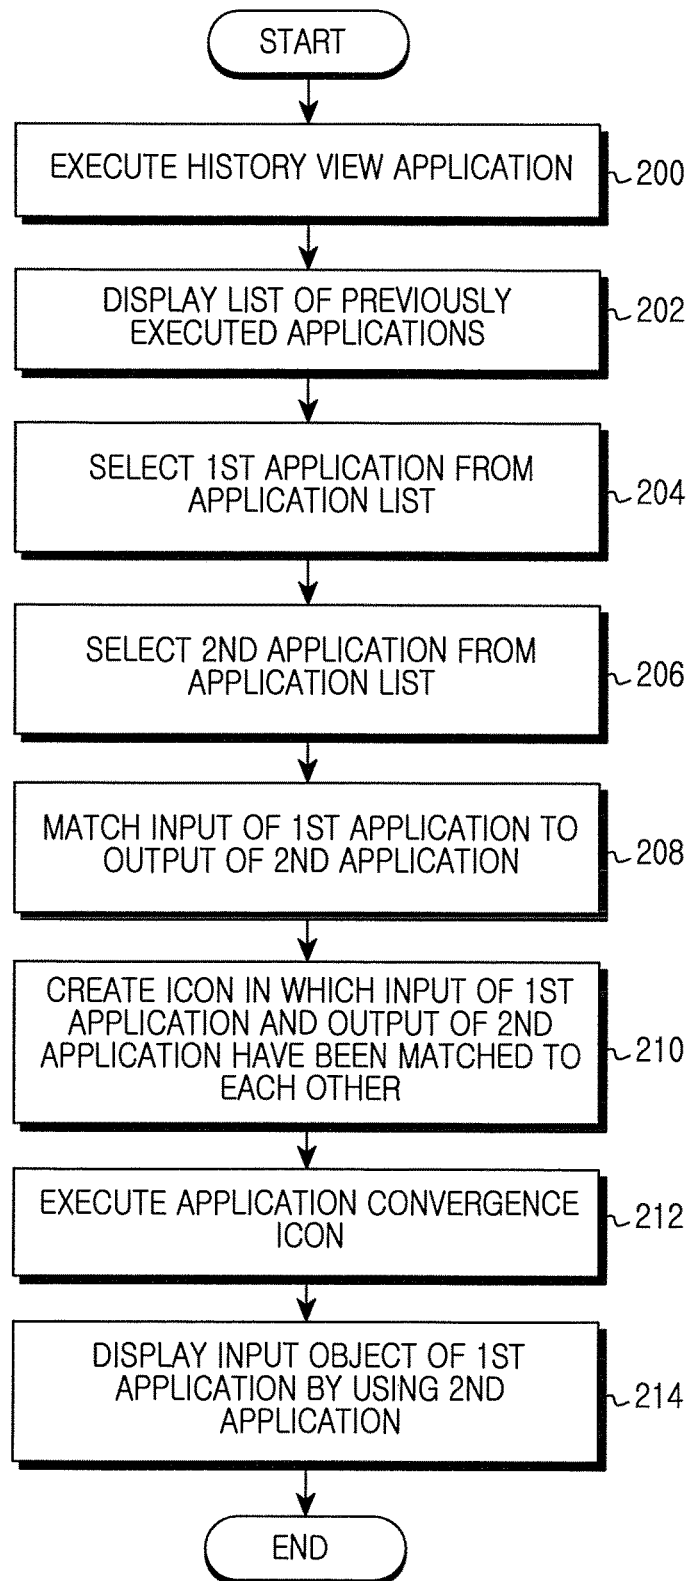 START
EXECUTE HISTORY VIEW APPLICATION
200
DISPLAY LIST OF PREVIOUSLY
EXECUTED APPLICATIONS
202
SELECT 1ST APPLICATION FROM
APPLICATION LIST
204
SELECT 2ND APPLICATION FROM
APPLICATION LIST
206
MATCH INPUT OF 1ST APPLICATION TO
OUTPUT OF 2ND APPLICATION
208
CREATE ICON IN WHICH INPUT OF 1ST
APPLICATION AND OUTPUT OF 2ND
APPLICATION HAVE BEEN MATCHED TO
EACH OTHER
210
EXECUTE APPLICATION CONVERGENCE
ICON
212
DISPLAY INPUT OBJECT OF 1ST
APPLICATION BY USING 2ND
APPLICATION
214
END